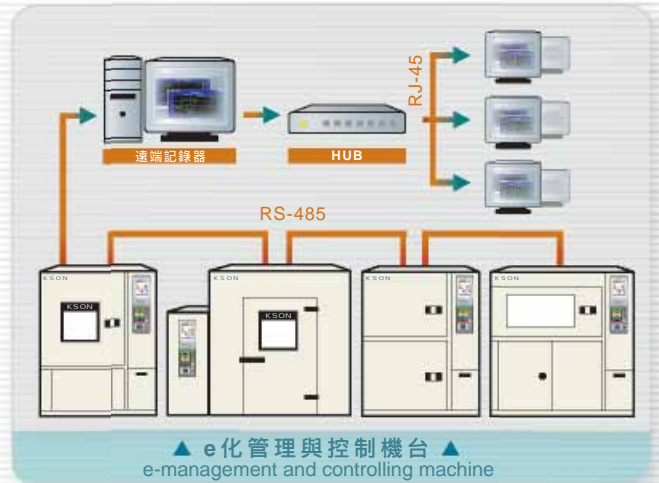 RJ-45
遠端記錄器
HUB
RS-485
KSON
KSON
KSON
KSON
KSON
KSON
▲ e化管理與控制機台 ▲
e-management and controlling machine